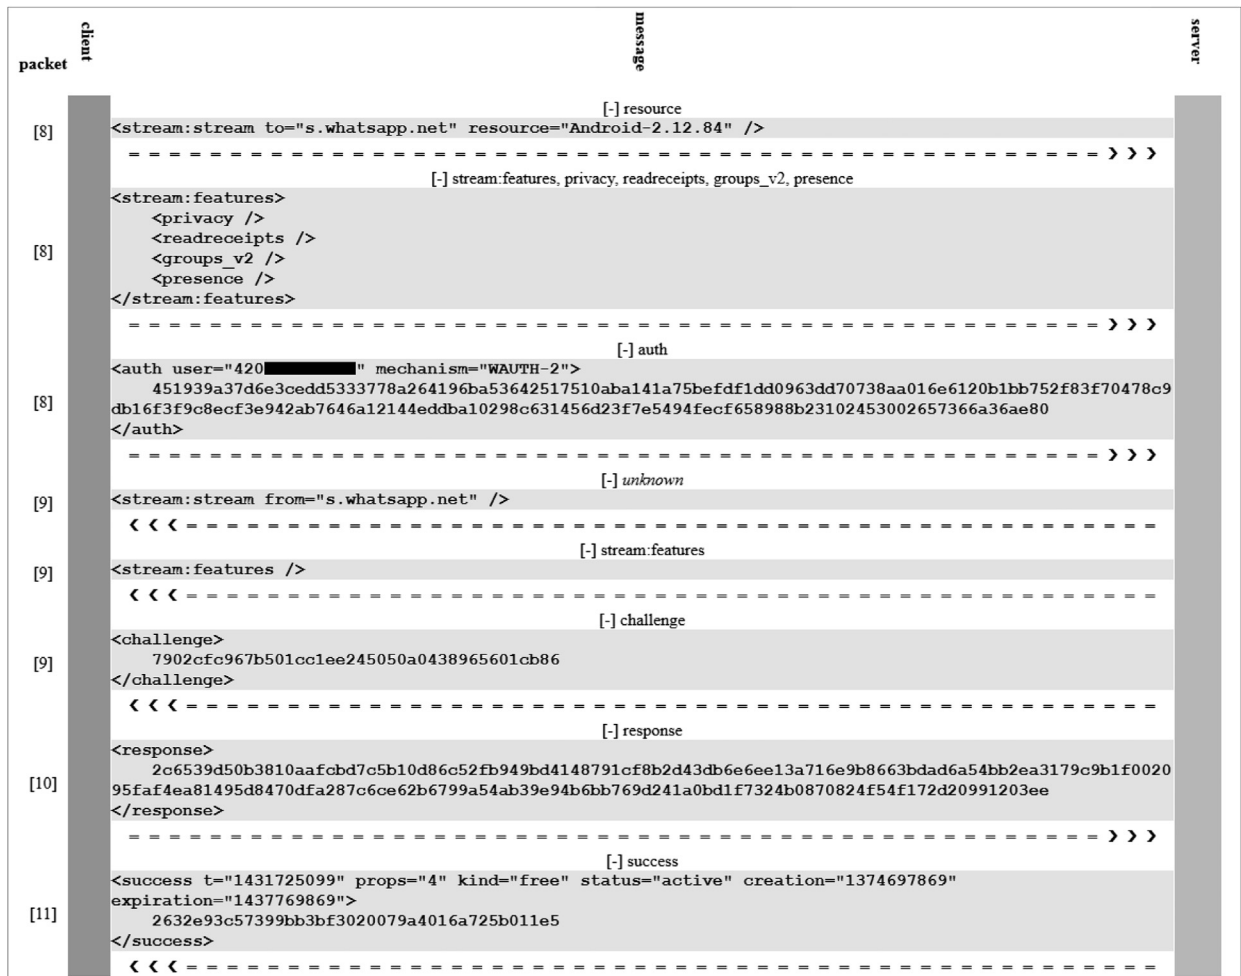 packet client message server
[-] resource
[8] <stream:stream to="s.whatsapp.net" resource="Android-2.12.84" />
= = = = = = = = = = = = = = = = = = = = = = = = = = = = = = = = = = = = = = = = = = = = = = = = ❯ ❯ ❯
[-] stream:features, privacy, readreceipts, groups_v2, presence
<stream:features>
<privacy />
<readreceipts />
[8] <groups_v2 />
<presence />
</stream:features>
= = = = = = = = = = = = = = = = = = = = = = = = = = = = = = = = = = = = = = = = = = = = = = = = ❯ ❯ ❯
[-] auth
<auth user="420" mechanism="WAUTH-2">
451939a37d6e3cedd5333778a264196ba53642517510aba141a75befdf1dd0963dd70738aa016e6120b1bb752f83f70478c9
[8] db16f3f9c8ecf3e942ab7646a12144eddba10298c631456d23f7e5494fecf658988b23102453002657366a36ae80
</auth>
= = = = = = = = = = = = = = = = = = = = = = = = = = = = = = = = = = = = = = = = = = = = = = = = ❯ ❯ ❯
[-] unknown
[9] <stream:stream from="s.whatsapp.net" />
❮ ❮ ❮ = = = = = = = = = = = = = = = = = = = = = = = = = = = = = = = = = = = = = = = = = = = = = = = =
[-] stream:features
[9] <stream:features />
❮ ❮ ❮ = = = = = = = = = = = = = = = = = = = = = = = = = = = = = = = = = = = = = = = = = = = = = = = =
[-] challenge
<challenge>
[9] 7902cfc967b501cc1ee245050a0438965601cb86
</challenge>
❮ ❮ ❮ = = = = = = = = = = = = = = = = = = = = = = = = = = = = = = = = = = = = = = = = = = = = = = = =
[-] response
<response>
2c6539d50b3810aafcbd7c5b10d86c52fb949bd4148791cf8b2d43db6e6ee13a716e9b8663bdad6a54bb2ea3179c9b1f0020
[10] 95faf4ea81495d8470dfa287c6ce62b6799a54ab39e94b6bb769d241a0bd1f7324b0870824f54f172d20991203ee
</response>
= = = = = = = = = = = = = = = = = = = = = = = = = = = = = = = = = = = = = = = = = = = = = = = = ❯ ❯ ❯
[-] success
<success t="1431725099" props="4" kind="free" status="active" creation="1374697869"
expiration="1437769869">
[11] 2632e93c57399bb3bf3020079a4016a725b011e5
</success>
❮ ❮ ❮ = = = = = = = = = = = = = = = = = = = = = = = = = = = = = = = = = = = = = = = = = = = = = = = =